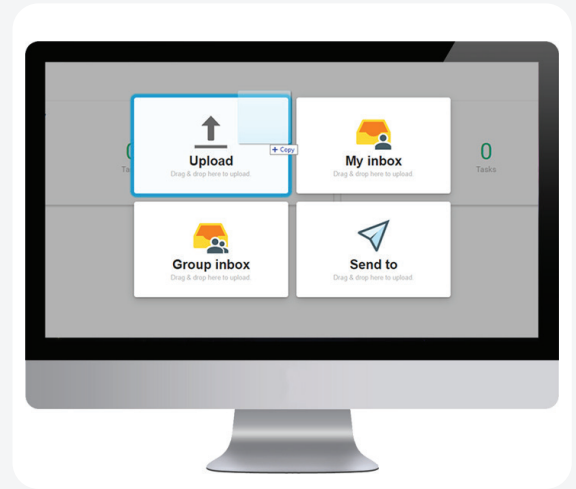 Upload
Drag & drop here to upload.
+ Copy
My inbox
Drag & drop here to upload.
0
Tasks
Group inbox
Drag & drop here to upload.
Send to
Drag & drop here to upload.